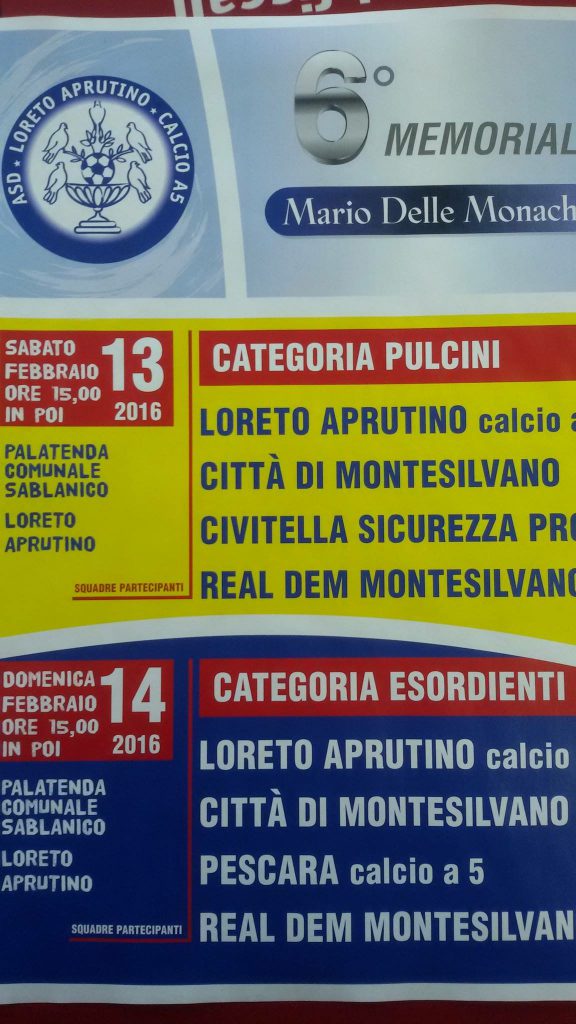 ASD ★ LORETO APRUTINO ★ CALCIO A5
6°
MEMORIAL
Mario Delle Monach
SABATO 13
FEBBRAIO
ORE 15,00
IN POI 2016
PALATENDA
COMUNALE
SABLANICO
LORETO
APRUTINO
SQUADRE PARTECIPANTI
CATEGORIA PULCINI
LORETO APRUTINO calcio a
CITTÀ DI MONTESILVANO
CIVITELLA SICUREZZA PRO
REAL DEM MONTESILVANO
DOMENICA 14
FEBBRAIO
ORE 15,00
IN POI 2016
PALATENDA
COMUNALE
SABLANICO
LORETO
APRUTINO
SQUADRE PARTECIPANTI
CATEGORIA ESORDIENTI
LORETO APRUTINO calcio
CITTÀ DI MONTESILVANO
PESCARA calcio a 5
REAL DEM MONTESILVAN